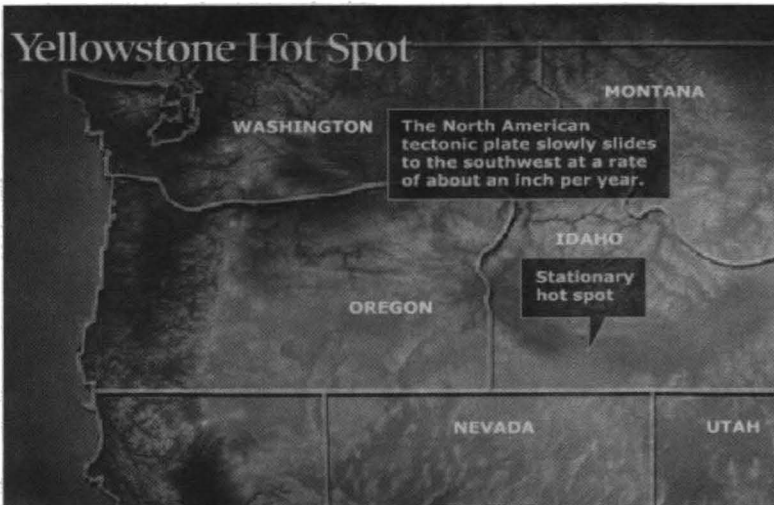 Yellowstone Hot Spot
MONTANA
WASHINGTON
The North American
tectonic plate slowly slides
to the southwest at a rate
of about an inch per year.
IDAHO
Stationary
hot spot
OREGON
NEVADA
UTAH